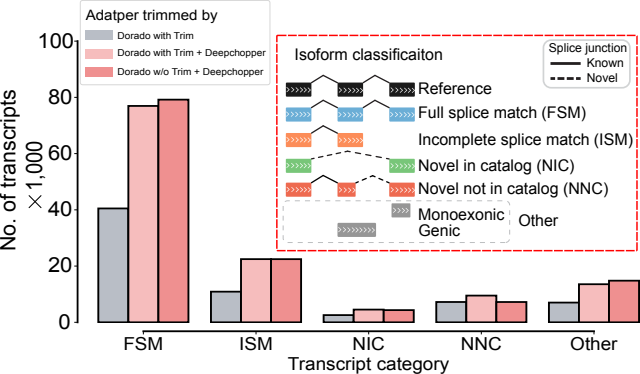 Adatper trimmed by
Dorado with Trim
Dorado with Trim + Deepchopper
Dorado w/o Trim + Deepchopper
No. of transcripts
×1,000
100
80
60
40
20
0
FSM
ISM
NIC
NNC
Other
Transcript category
Isoform classificaiton
Splice junction
Known
Novel
Reference
Full splice match (FSM)
Incomplete splice match (ISM)
Novel in catalog (NIC)
Novel not in catalog (NNC)
Monoexonic
Genic
Other